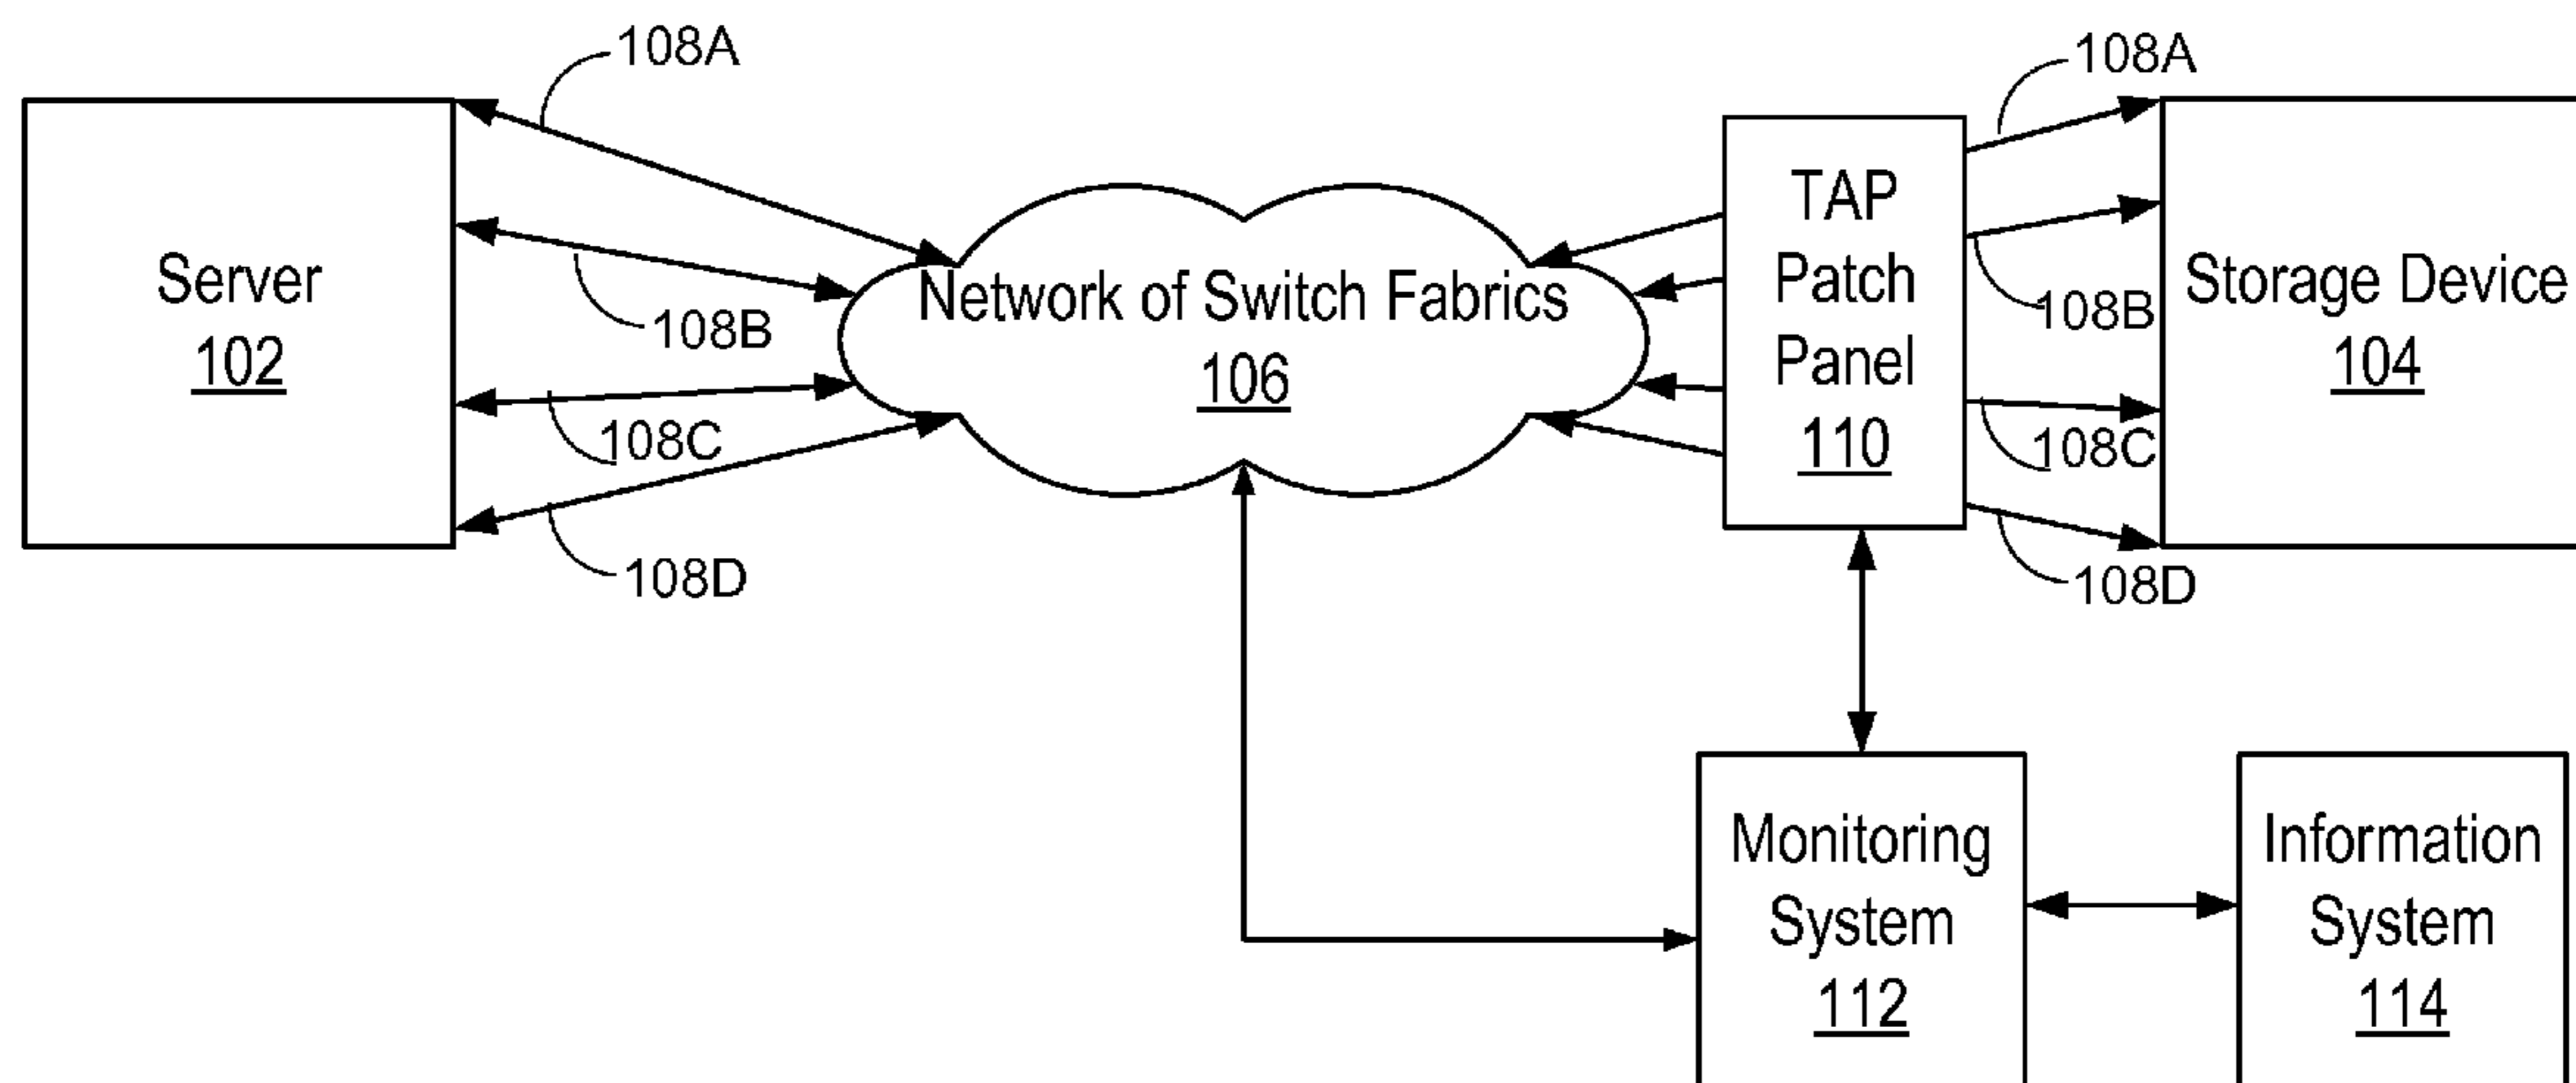 108A
108A
Server
102
108B
108C
108D
Network of Switch Fabrics
106
TAP
Patch
Panel
110
108B
108C
108D
Storage Device
104
Monitoring
System
112
Information
System
114